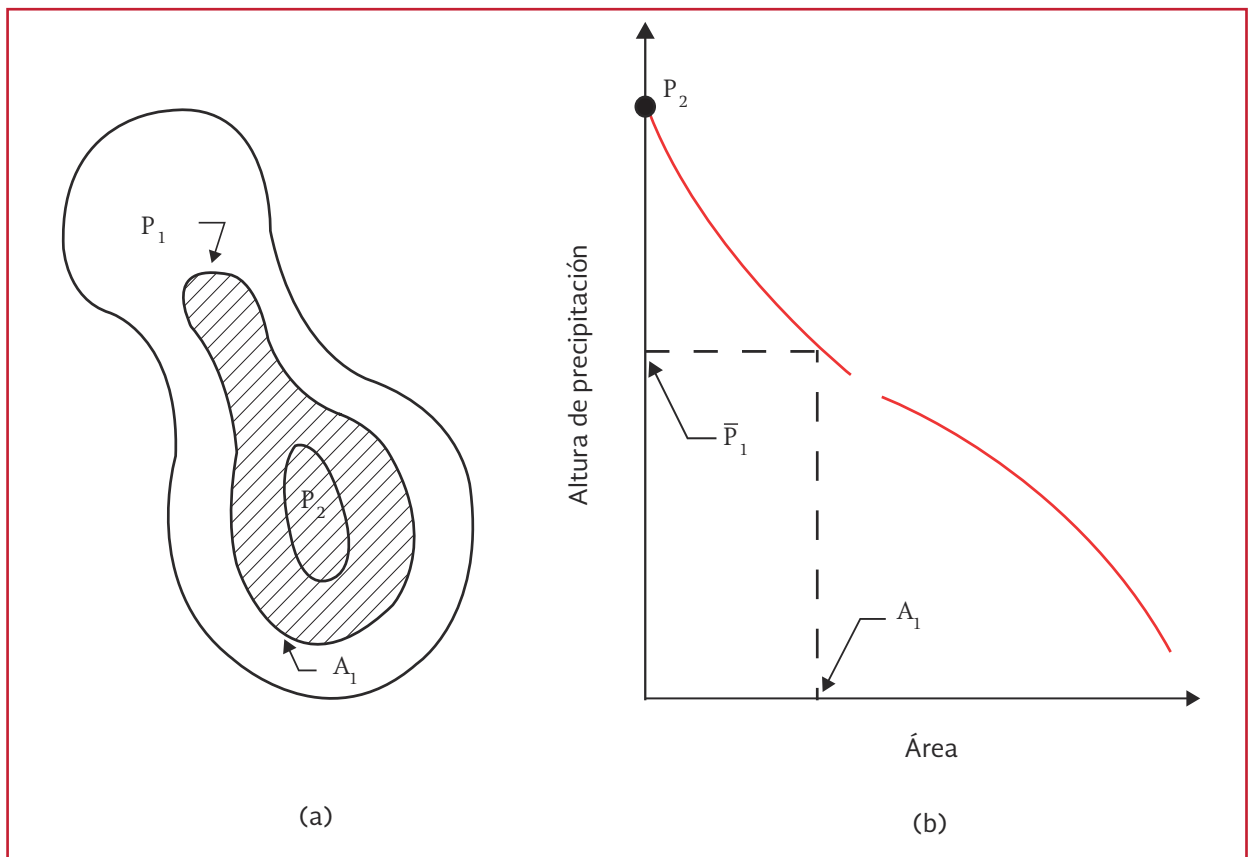 P₁
P₂
A₁
(a)
P₂
Altura de precipitación
P̅₁
A₁
Área
(b)